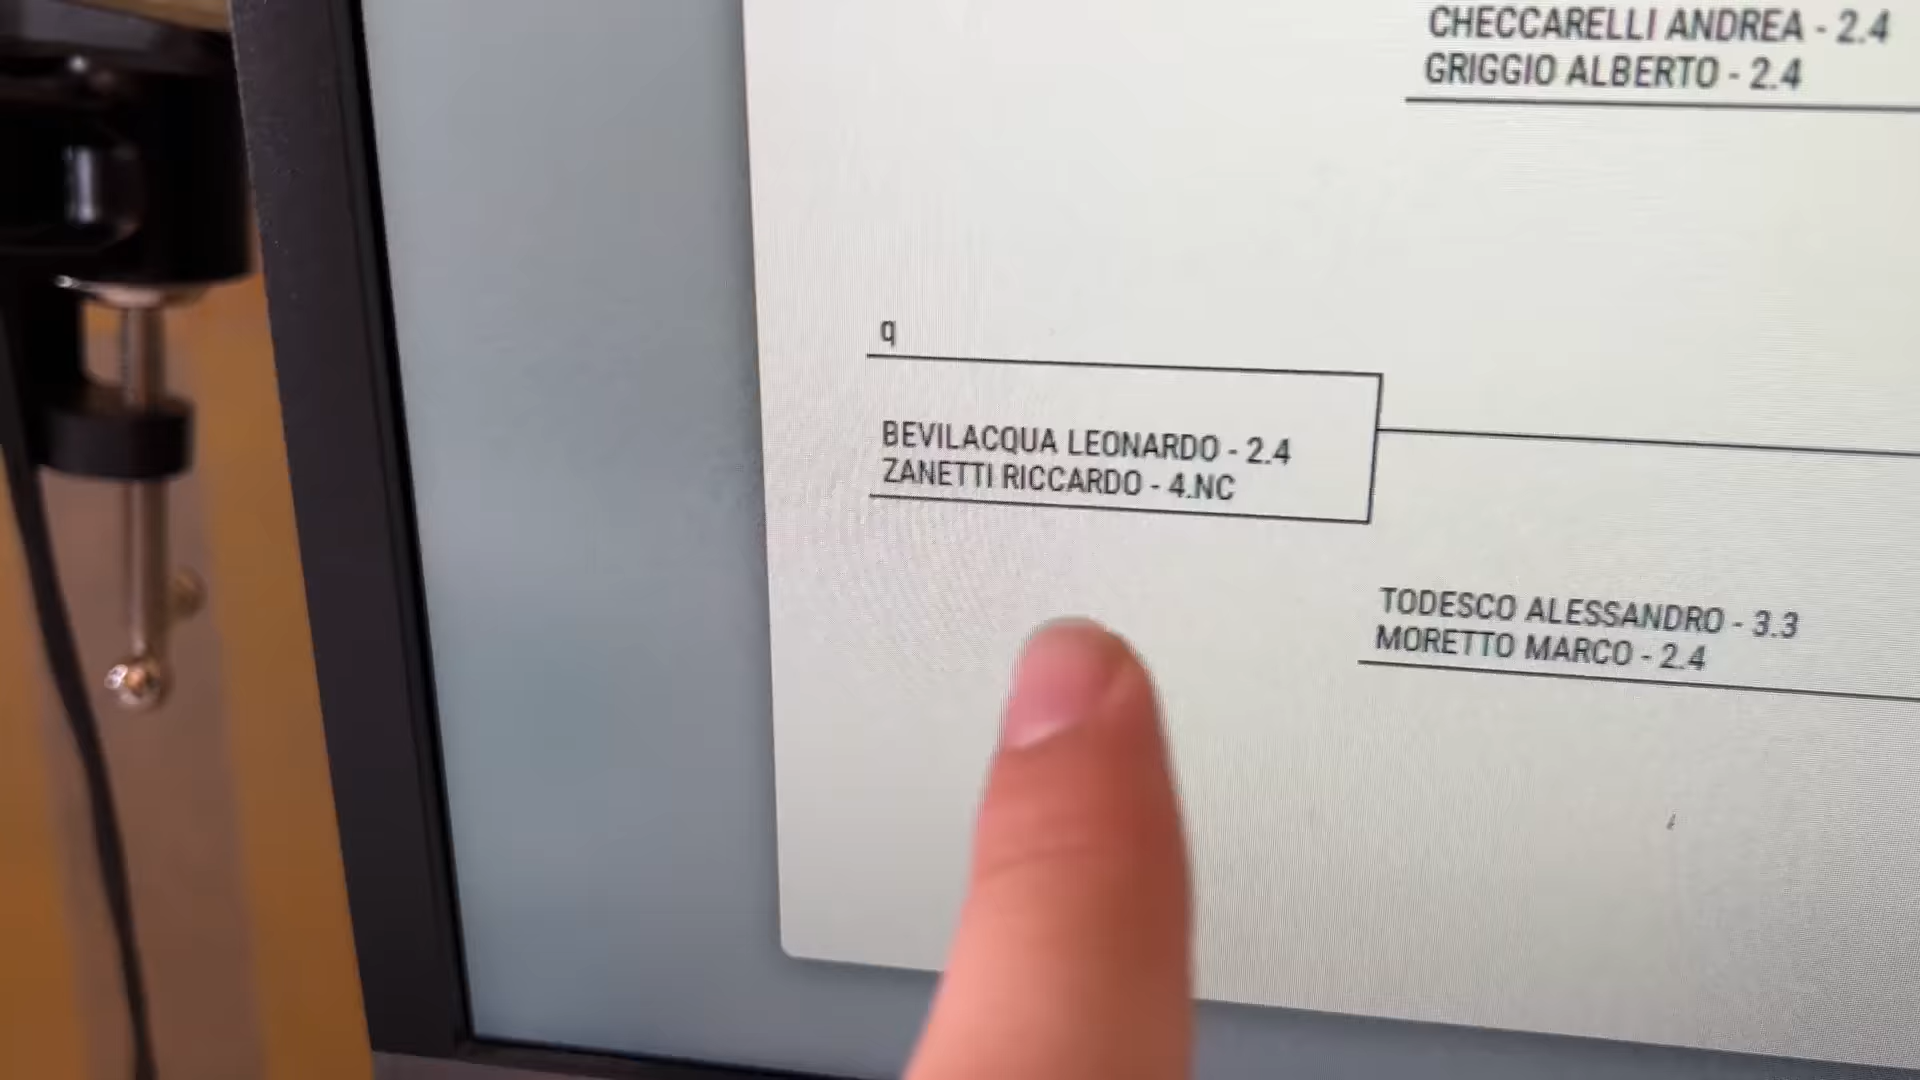 CHECCARELLI ANDREA - 2.4
GRIGGIO ALBERTO - 2.4
q
BEVILACQUA LEONARDO - 2.4
ZANETTI RICCARDO - 4.NC
TODESCO ALESSANDRO - 3.3
MORETTO MARCO - 2.4